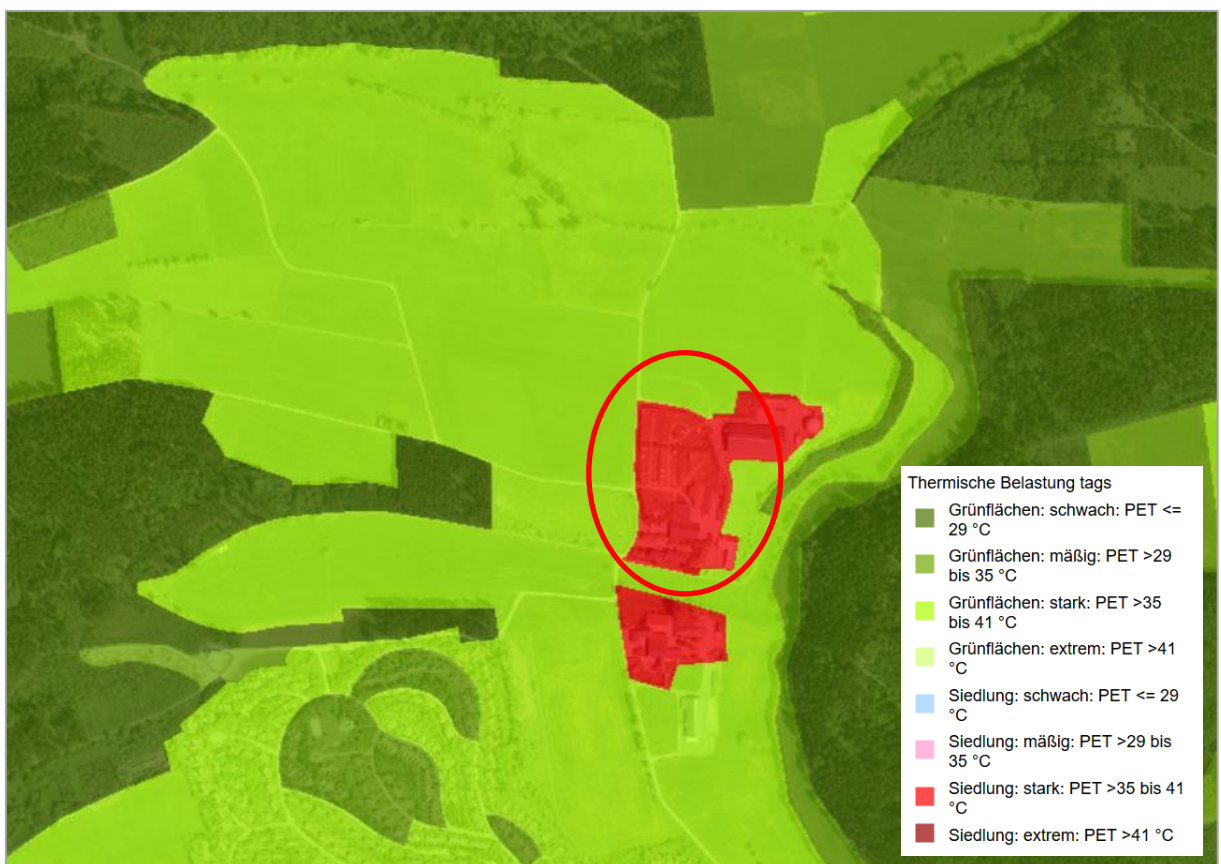 Thermische Belastung tags
Grünflächen: schwach: PET <=
29 °C
Grünflächen: mäßig: PET >29
bis 35 °C
Grünflächen: stark: PET >35
bis 41 °C
Grünflächen: extrem: PET >41
°C
Siedlung: schwach: PET <= 29
°C
Siedlung: mäßig: PET >29 bis
35 °C
Siedlung: stark: PET >35 bis 41
°C
Siedlung: extrem: PET >41 °C